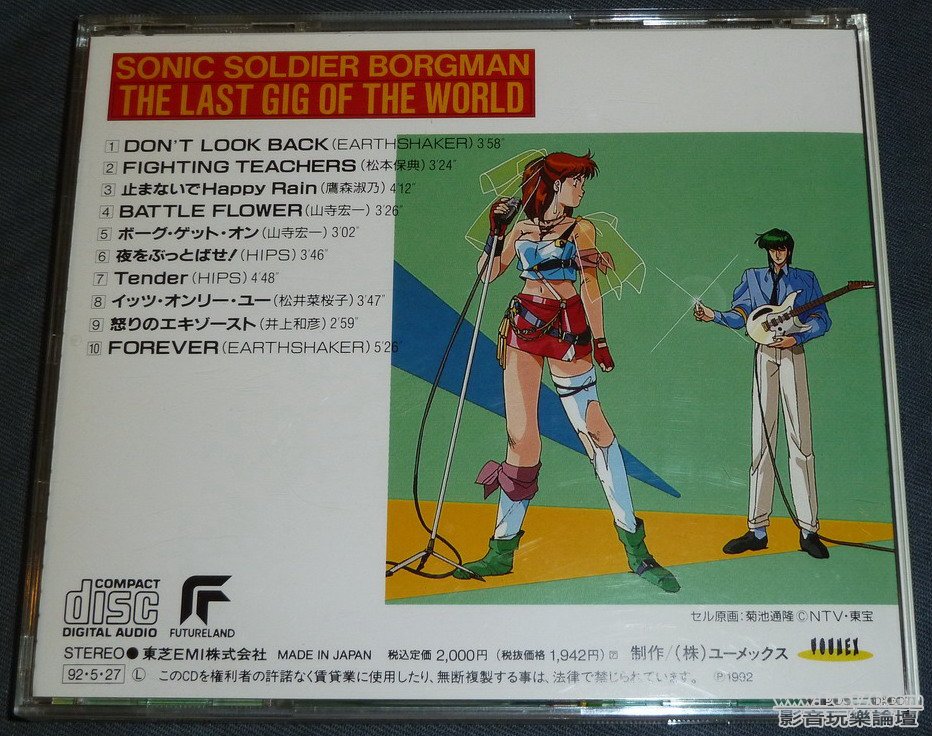 SONIC SOLDIER BORGMAN
THE LAST GIG OF THE WORLD
1 DON'T LOOK BACK (EARTHSHAKER) 3'58"
2 FIGHTING TEACHERS (松本保典) 3'24"
3 止まないでHappy Rain (鷹森淑乃) 4'12"
4 BATTLE FLOWER (山寺宏一) 3'26"
5 ボーグ・ゲット・オン (山寺宏一) 3'02"
6 夜をぶっとばせ! (HIPS) 3'46"
7 Tender (HIPS) 4'48"
8 イッツ・オンリー・ユー (松井菜桜子) 3'47"
9 怒りのエキゾースト (井上和彦) 2'59"
10 FOREVER (EARTHSHAKER) 5'26"
セル原画:菊池通隆 ©NTV・東宝
COMPACT
disc
DIGITAL AUDIO
FUTURELAND
STEREO● 東芝EMI株式会社 MADE IN JAPAN 税込定価 2,000円 (税抜価格 1,942円) 制作/(株)ユーメックス
92・5・27 Ⓛ このCDを権利者の許諾なく賃貸業に使用したり、無断複製する事は、法律で禁じられています。 ℗1992
影音玩樂論壇